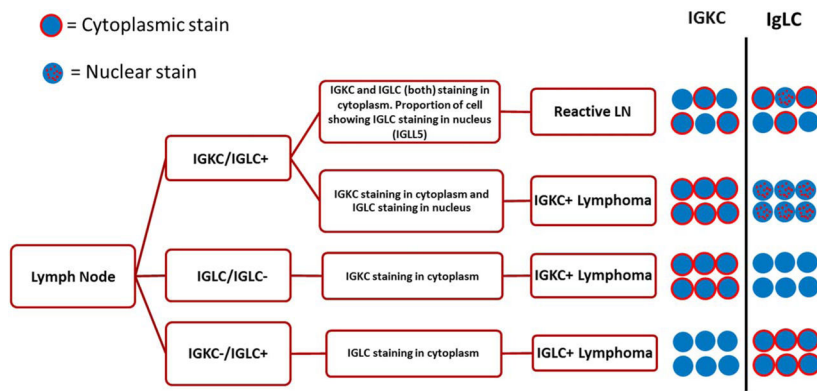 = Cytoplasmic stain
= Nuclear stain
IGKC
IgLC
IGKC/IGLC+
IGKC and IGLC (both) staining in
cytoplasm. Proportion of cell
showing IGLC staining in nucleus
(IGLL5)
Reactive LN
IGKC staining in cytoplasm and
IGLC staining in nucleus
IGKC+ Lymphoma
Lymph Node
IGLC/IGLC-
IGKC staining in cytoplasm
IGKC+ Lymphoma
IGKC-/IGLC+
IGLC staining in cytoplasm
IGLC+ Lymphoma